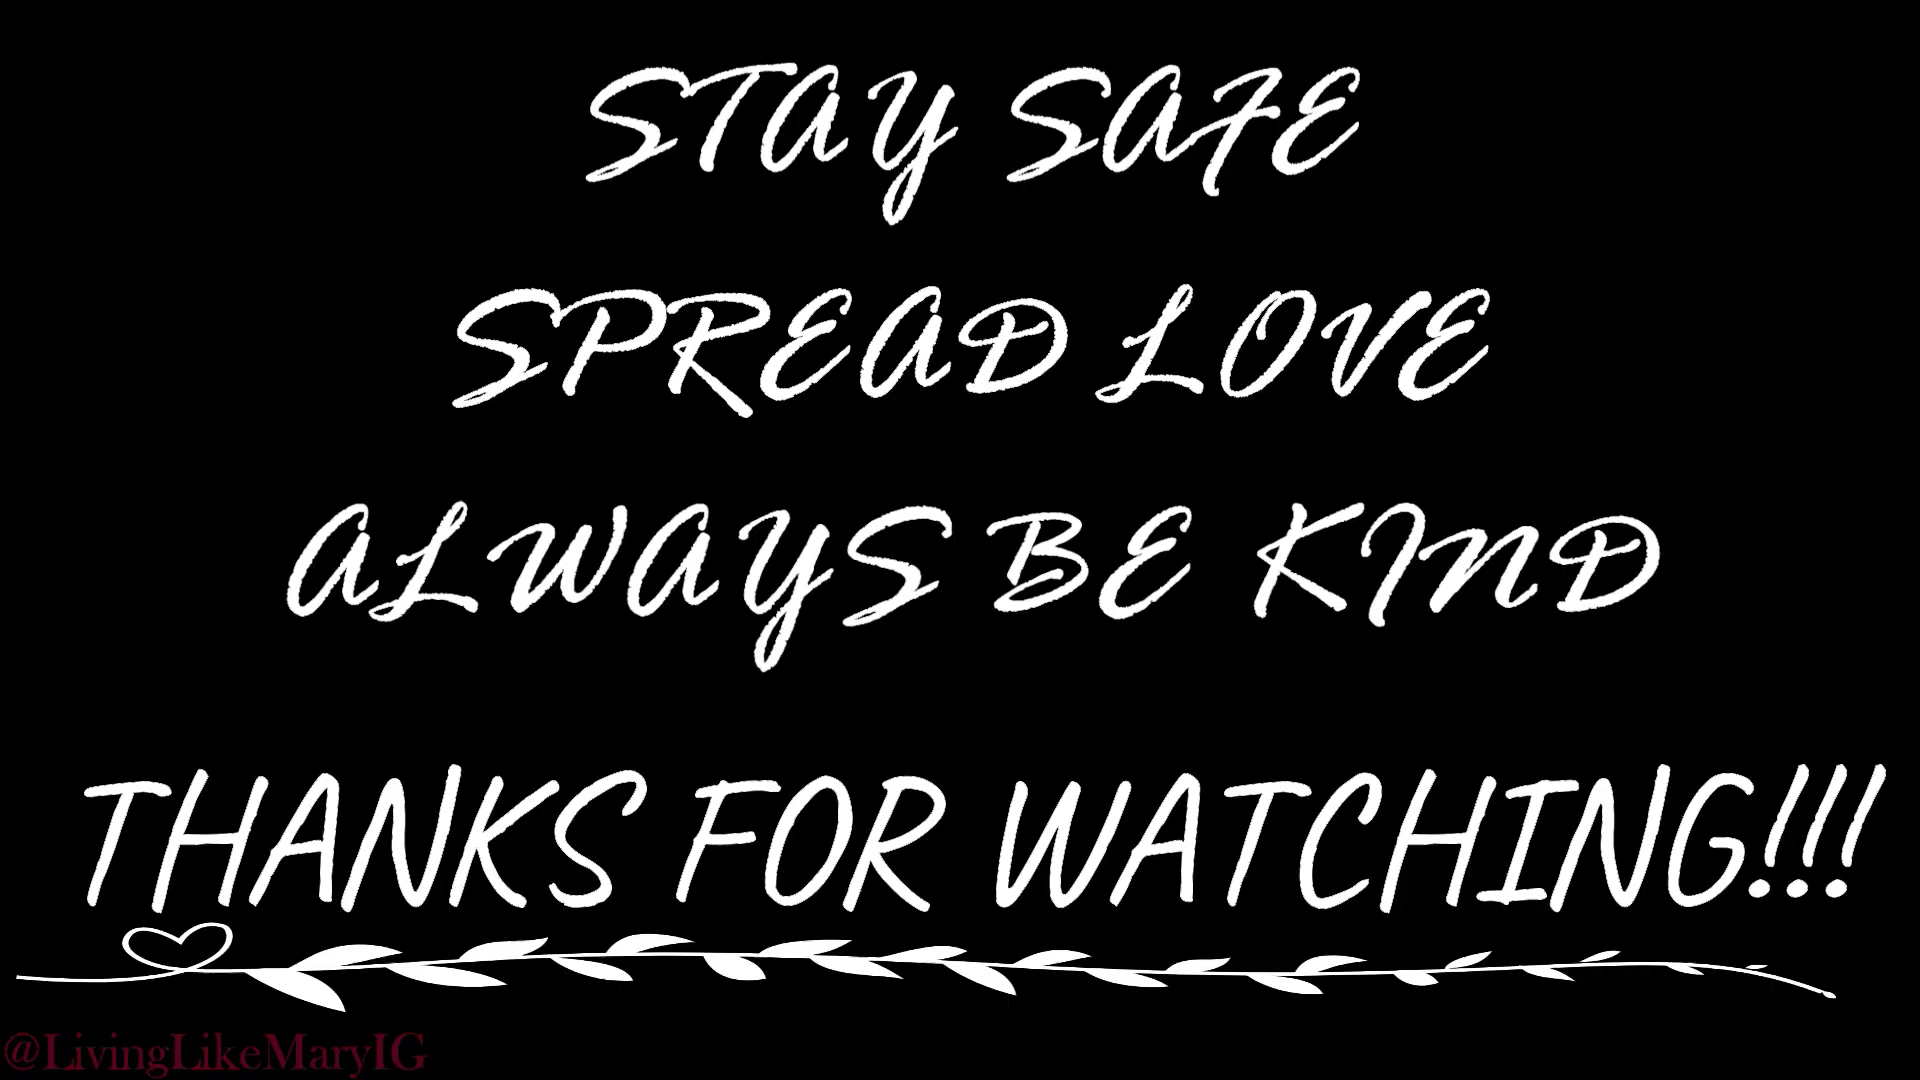 STAY SAFE
SPREAD LOVE
ALWAYS BE KIND
THANKS FOR WATCHING!!!
@LivingLikeMaryIG